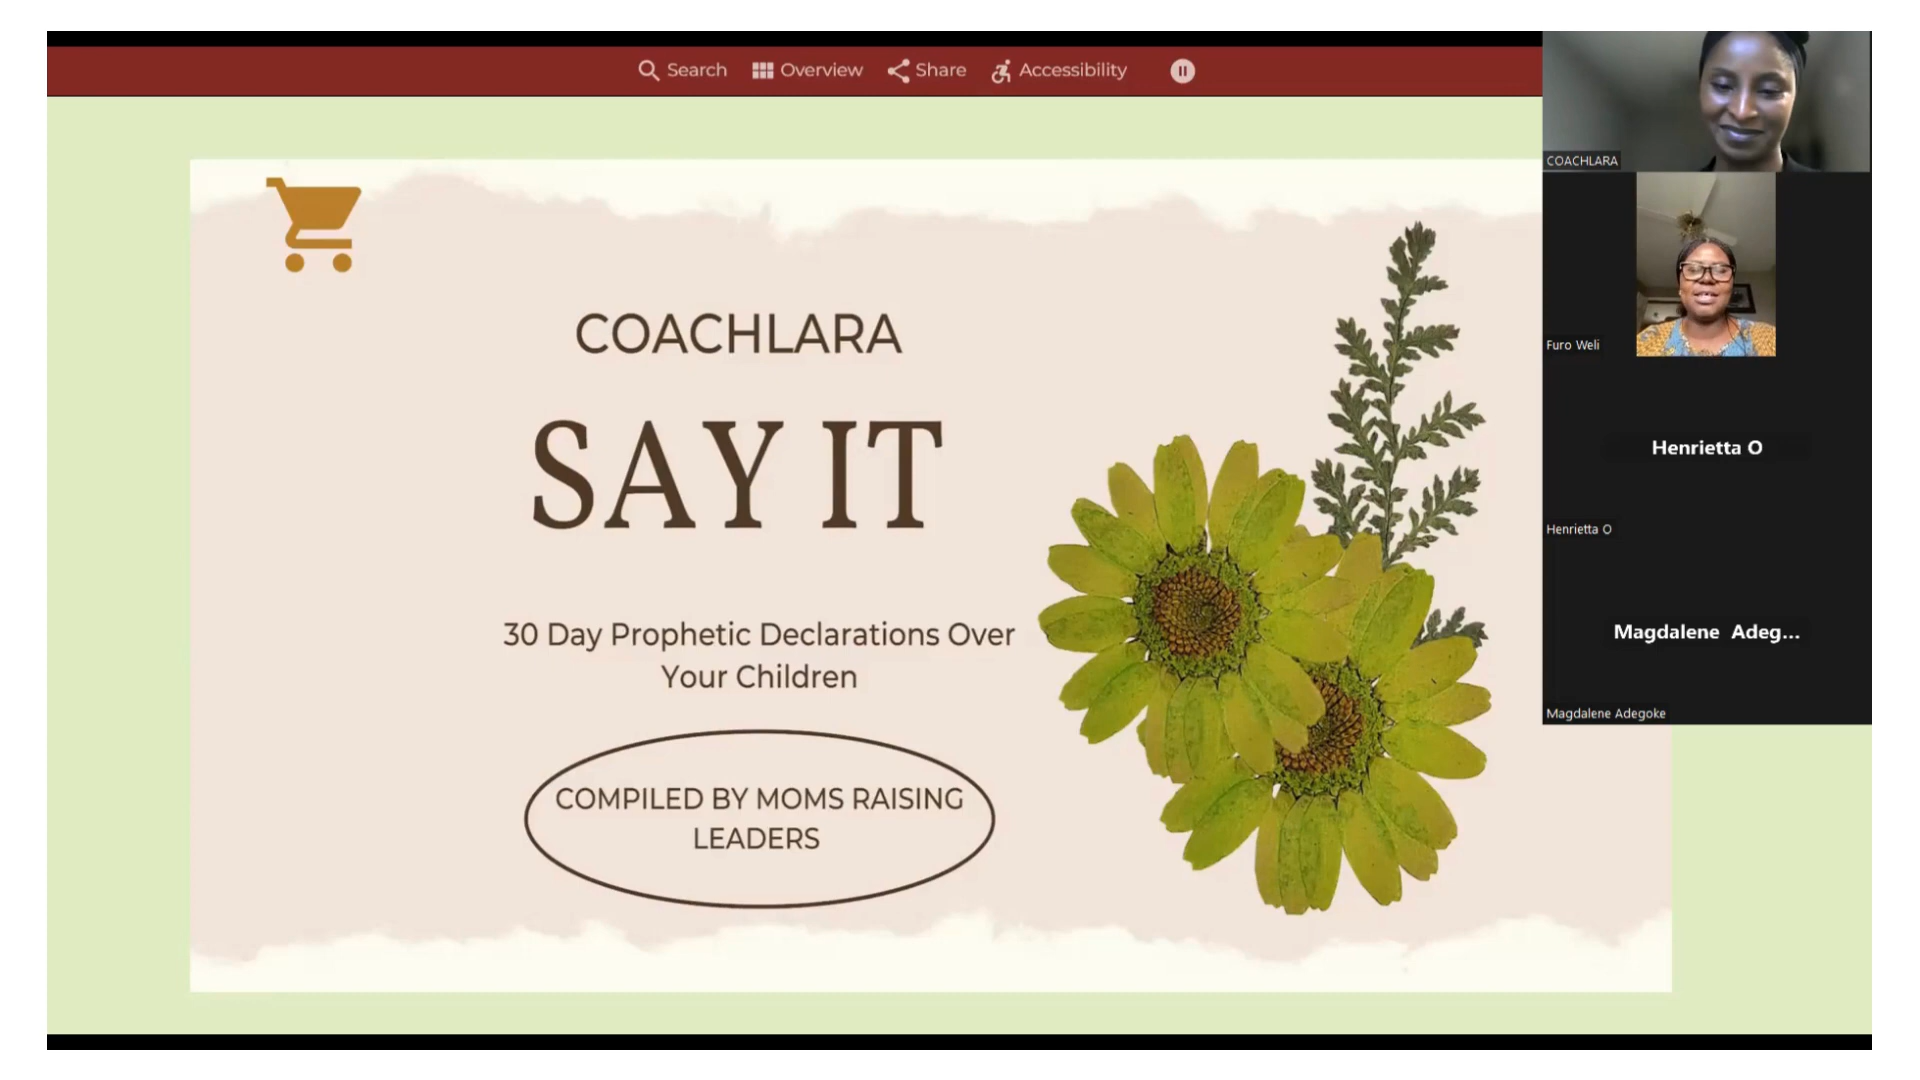 Search Overview Share Accessibility
COACHLARA
SAY IT
30 Day Prophetic Declarations Over
Your Children
COMPILED BY MOMS RAISING
LEADERS
COACHLARA
Furo Weli
Henrietta O
Henrietta O
Magdalene Adeg...
Magdalene Adegoke